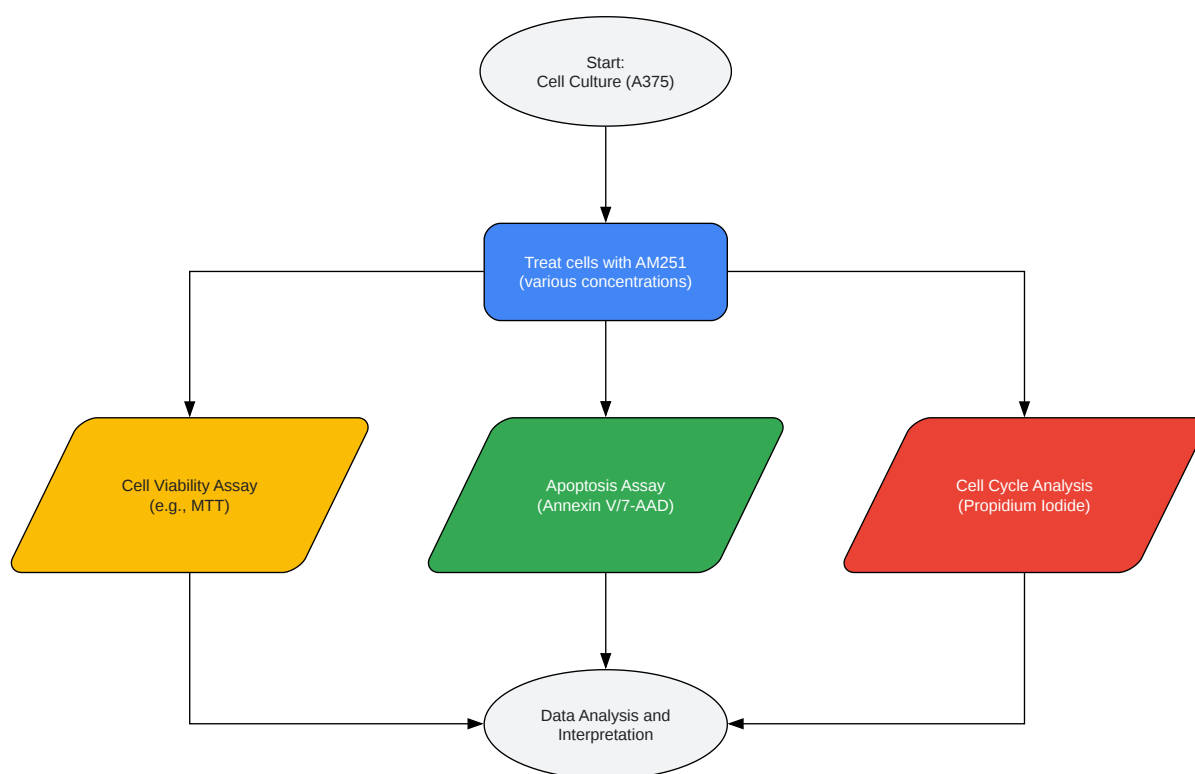 Start:
Cell Culture (A375)
Treat cells with AM251
(various concentrations)
Cell Viability Assay
(e.g., MTT)
Apoptosis Assay
(Annexin V/7-AAD)
Cell Cycle Analysis
(Propidium Iodide)
Data Analysis and
Interpretation